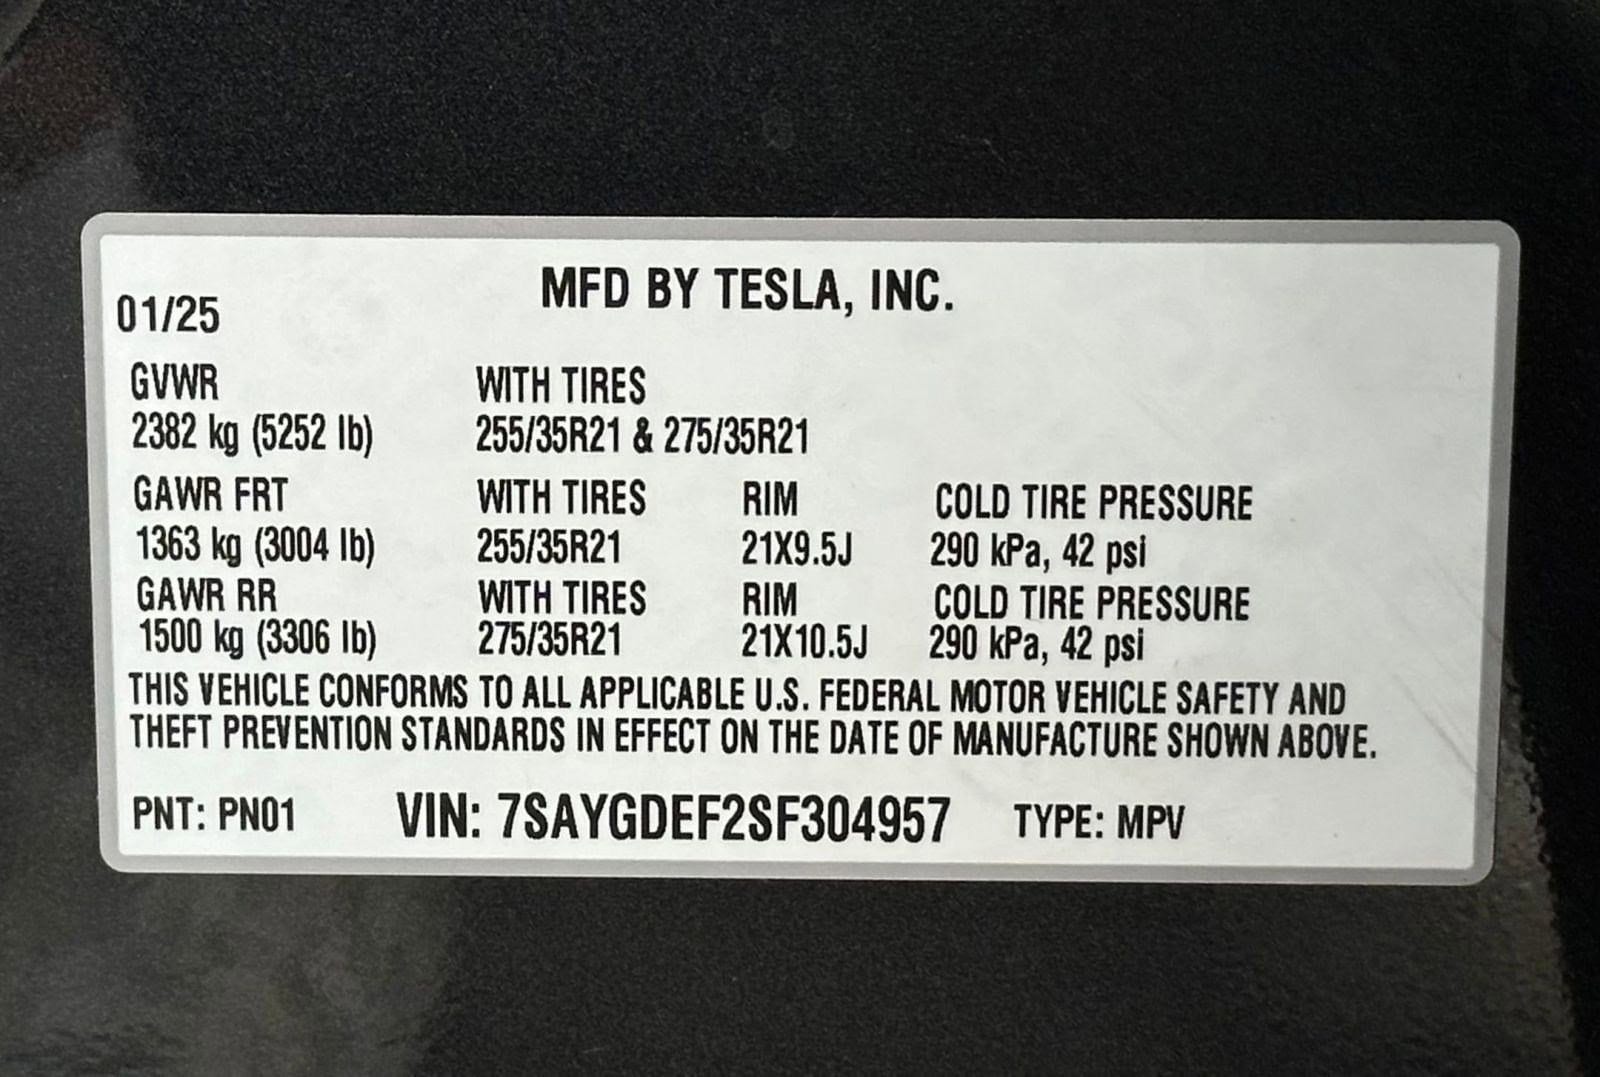 MFD BY TESLA, INC.
01/25
GVWR WITH TIRES
2382 kg (5252 lb) 255/35R21 & 275/35R21
GAWR FRT WITH TIRES RIM COLD TIRE PRESSURE
1363 kg (3004 lb) 255/35R21 21X9.5J 290 kPa, 42 psi
GAWR RR WITH TIRES RIM COLD TIRE PRESSURE
1500 kg (3306 lb) 275/35R21 21X10.5J 290 kPa, 42 psi
THIS VEHICLE CONFORMS TO ALL APPLICABLE U.S. FEDERAL MOTOR VEHICLE SAFETY AND
THEFT PREVENTION STANDARDS IN EFFECT ON THE DATE OF MANUFACTURE SHOWN ABOVE.
PNT: PN01 VIN: 7SAYGDEF2SF304957 TYPE: MPV